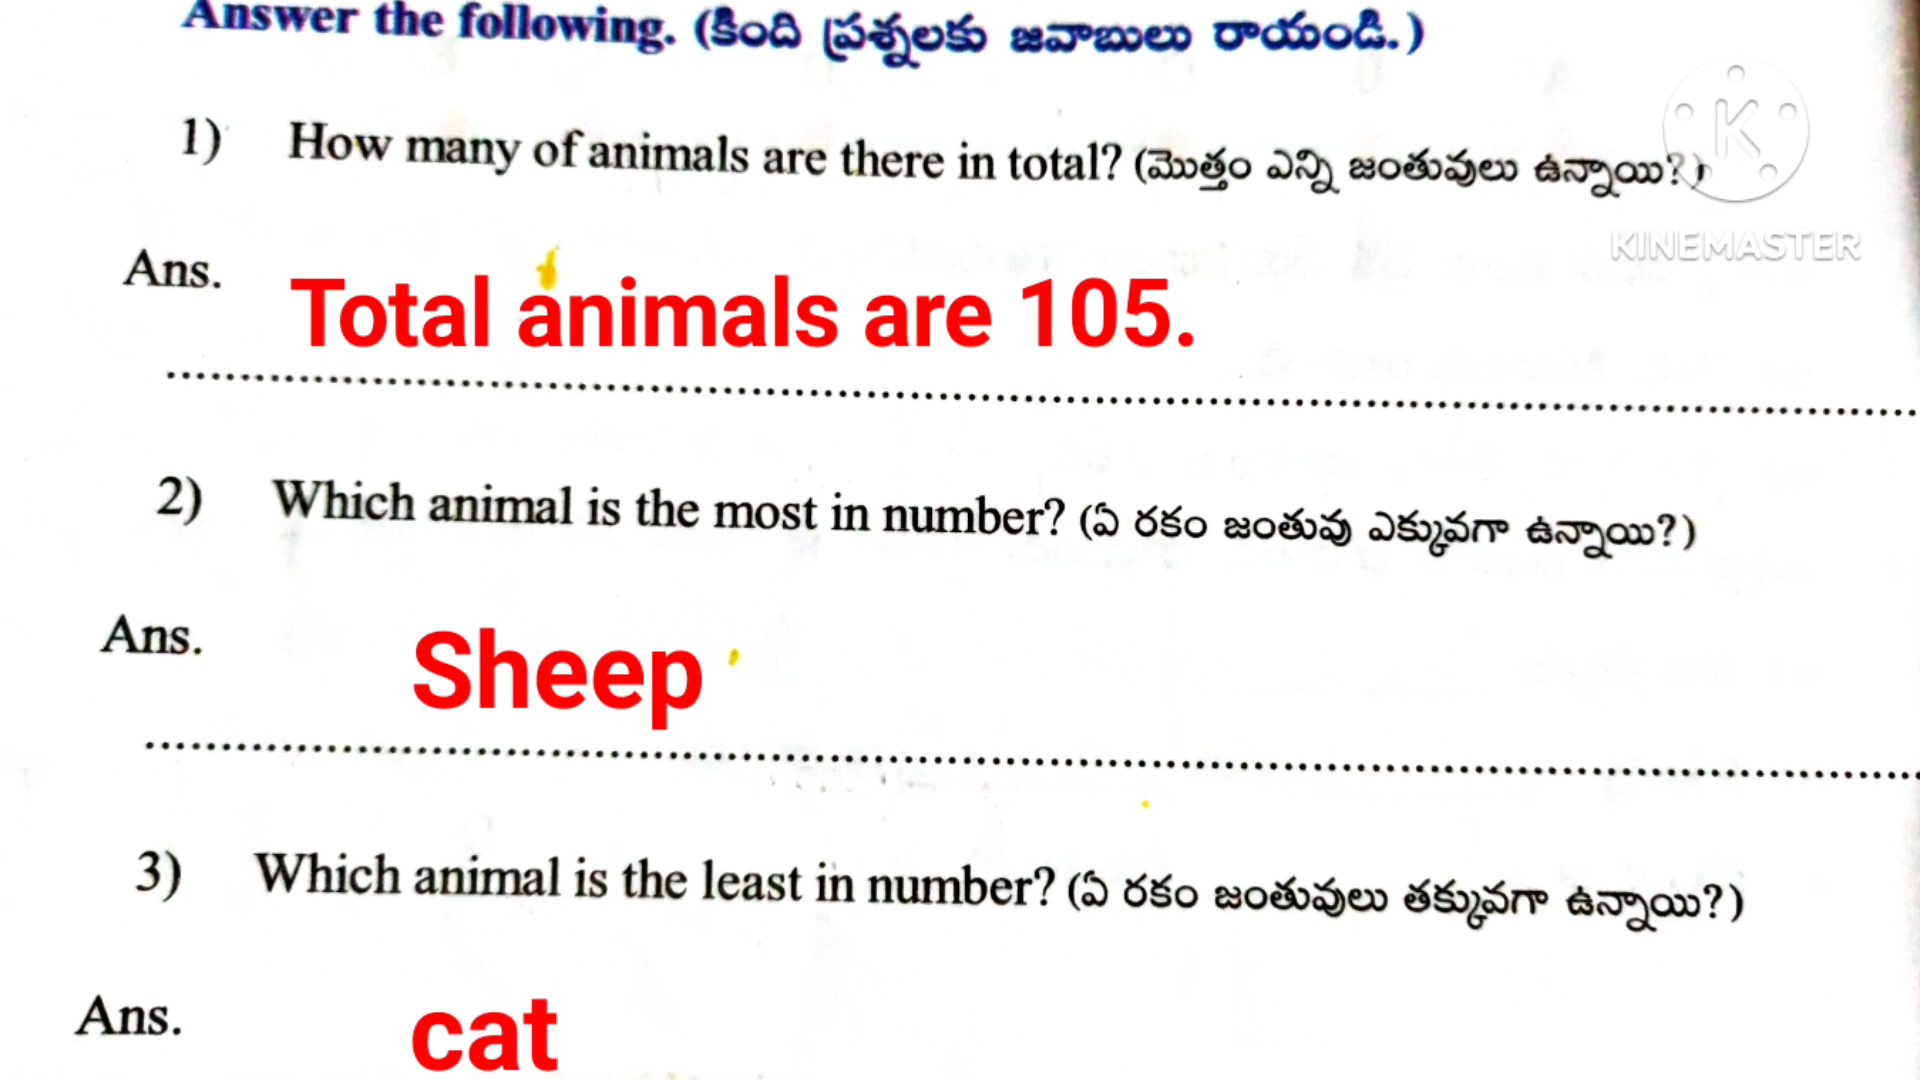 Answer the following. (కింది ప్రశ్నలకు జవాబులు రాయండి.)
1) How many of animals are there in total? (మొత్తం ఎన్ని జంతువులు ఉన్నాయి?)
KINEMASTER
Ans. Total animals are 105.
2) Which animal is the most in number? (ఏ రకం జంతువు ఎక్కువగా ఉన్నాయి?)
Ans. Sheep
3) Which animal is the least in number? (ఏ రకం జంతువులు తక్కువగా ఉన్నాయి?)
Ans. cat